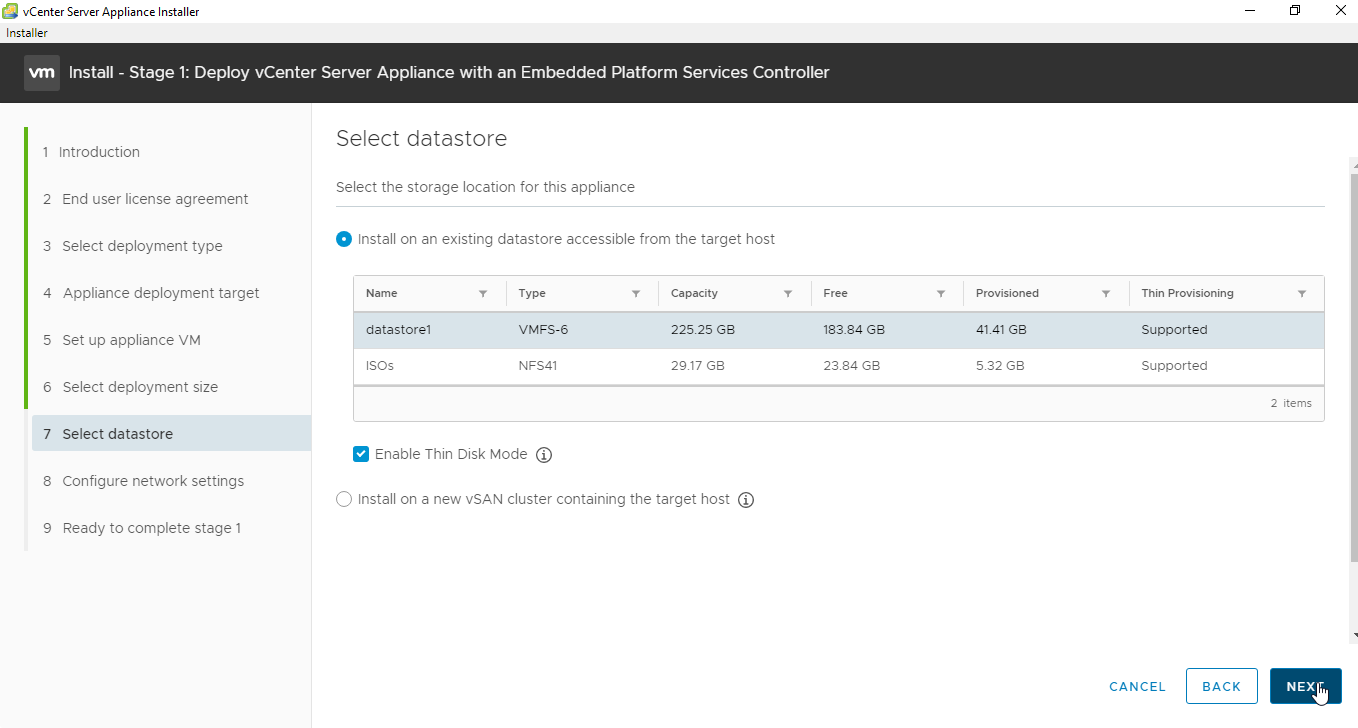 vCenter Server Appliance Installer
Installer
vm Install - Stage 1: Deploy vCenter Server Appliance with an Embedded Platform Services Controller
1 Introduction
2 End user license agreement
3 Select deployment type
4 Appliance deployment target
5 Set up appliance VM
6 Select deployment size
7 Select datastore
8 Configure network settings
9 Ready to complete stage 1
Select datastore
Select the storage location for this appliance
Install on an existing datastore accessible from the target host
Name Type Capacity Free Provisioned Thin Provisioning
datastore1 VMFS-6 225.25 GB 183.84 GB 41.41 GB Supported
ISOs NFS41 29.17 GB 23.84 GB 5.32 GB Supported
2 items
Enable Thin Disk Mode
Install on a new vSAN cluster containing the target host
CANCEL BACK NEXT